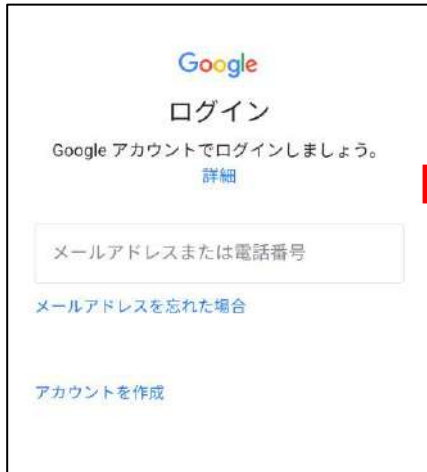 Google
ログイン
Google アカウントでログインしましょう。
詳細
メールアドレスまたは電話番号
メールアドレスを忘れた場合
アカウントを作成